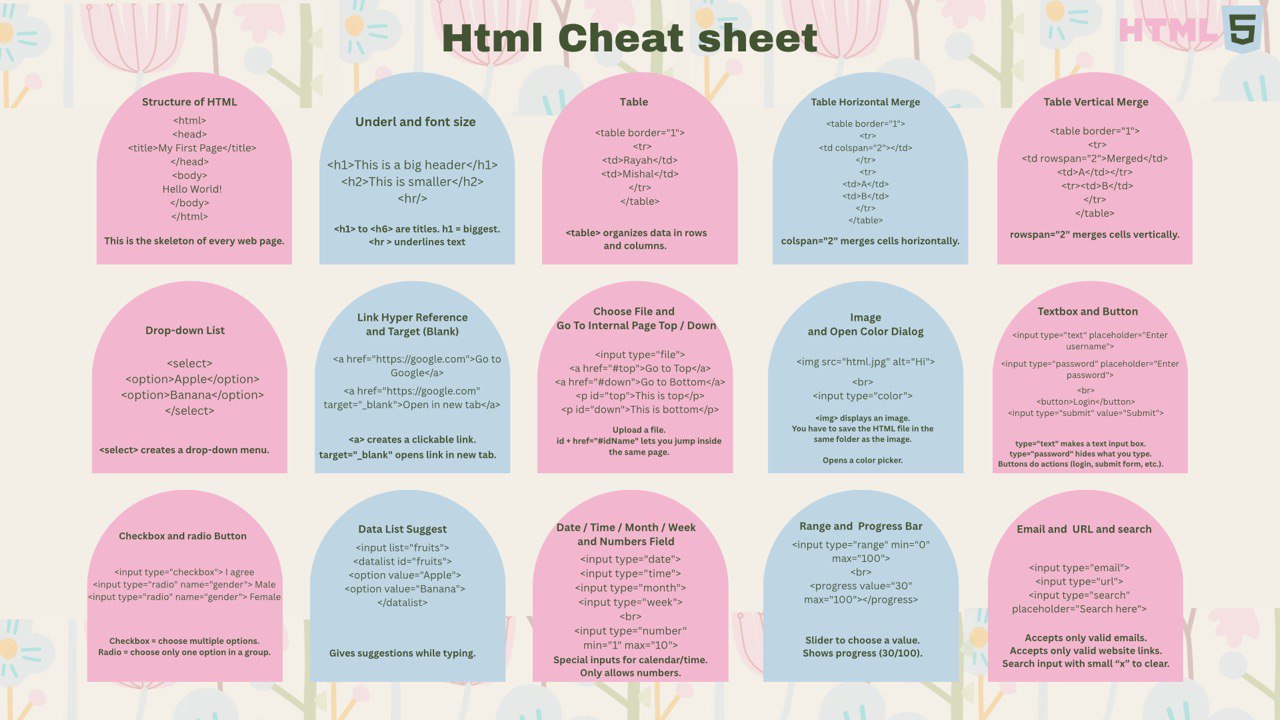 Html Cheat sheet
HTML
5
Structure of HTML
<html>
<head>
<title>My First Page</title>
</head>
<body>
Hello World!
</body>
</html>
This is the skeleton of every web page.
Underl and font size
<h1>This is a big header</h1>
<h2>This is smaller</h2>
<hr/>
<h1> to <h6> are titles. h1 = biggest.
<hr > underlines text
Table
<table border="1">
<tr>
<td>Rayah</td>
<td>Mishal</td>
</tr>
</table>
<table> organizes data in rows
and columns.
Table Horizontal Merge
<table border="1">
<tr>
<td colspan="2"></td>
</tr>
<tr>
<td>A</td>
<td>B</td>
</tr>
</table>
colspan="2" merges cells horizontally.
Table Vertical Merge
<table border="1">
<tr>
<td rowspan="2">Merged</td>
<td>A</td></tr>
<tr><td>B</td>
</tr>
</table>
rowspan="2" merges cells vertically.
Drop-down List
<select>
<option>Apple</option>
<option>Banana</option>
</select>
<select> creates a drop-down menu.
Link Hyper Reference
and Target (Blank)
<a href="https://google.com">Go to
Google</a>
<a href="https://google.com"
target="_blank">Open in new tab</a>
<a> creates a clickable link.
target="_blank" opens link in new tab.
Choose File and
Go To Internal Page Top / Down
<input type="file">
<a href="#top">Go to Top</a>
<a href="#down">Go to Bottom</a>
<p id="top">This is top</p>
<p id="down">This is bottom</p>
Upload a file.
id + href="#idName" lets you jump inside
the same page.
Image
and Open Color Dialog
<img src="html.jpg" alt="Hi">
<br>
<input type="color">
<img> displays an image.
You have to save the HTML file in the
same folder as the image.
Opens a color picker.
Textbox and Button
<input type="text" placeholder="Enter
username">
<input type="password" placeholder="Enter
password">
<br>
<button>Login</button>
<input type="submit" value="Submit">
type="text" makes a text input box.
type="password" hides what you type.
Buttons do actions (login, submit form, etc.).
Checkbox and radio Button
<input type="checkbox"> I agree
<input type="radio" name="gender"> Male
<input type="radio" name="gender"> Female
Checkbox = choose multiple options.
Radio = choose only one option in a group.
Data List Suggest
<input list="fruits">
<datalist id="fruits">
<option value="Apple">
<option value="Banana">
</datalist>
Gives suggestions while typing.
Date / Time / Month / Week
and Numbers Field
<input type="date">
<input type="time">
<input type="month">
<input type="week">
<br>
<input type="number"
min="1" max="10">
Special inputs for calendar/time.
Only allows numbers.
Range and Progress Bar
<input type="range" min="0"
max="100">
<br>
<progress value="30"
max="100"></progress>
Slider to choose a value.
Shows progress (30/100).
Email and URL and search
<input type="email">
<input type="url">
<input type="search"
placeholder="Search here">
Accepts only valid emails.
Accepts only valid website links.
Search input with small “x” to clear.